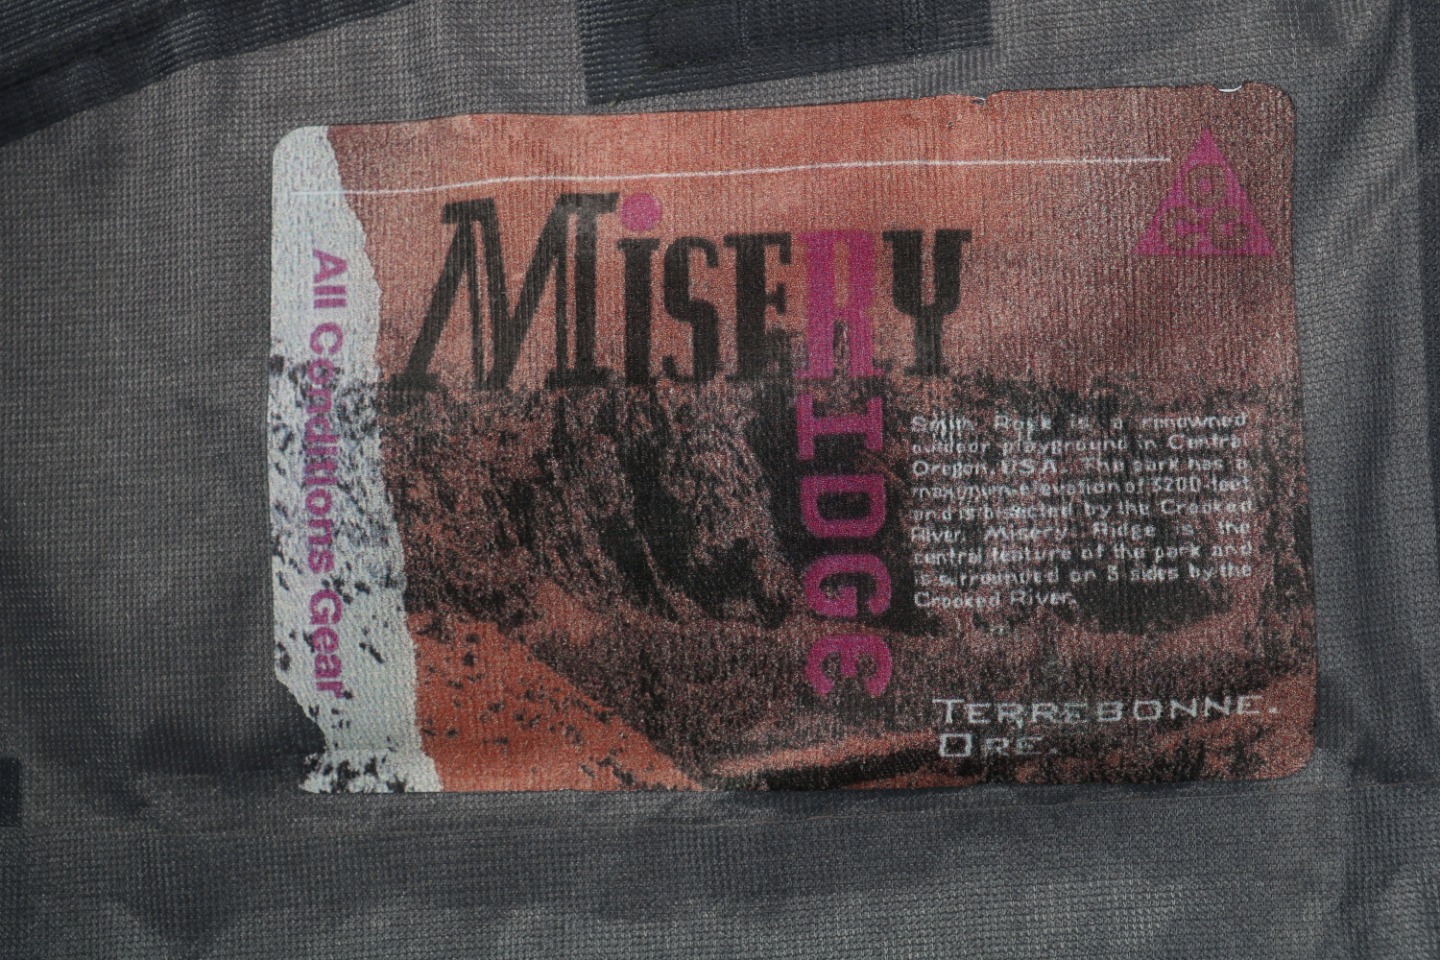 MiSERY
RIDGE
All Conditions Gear
Smith Rock is a renowned
outdoor playground in Central
Oregon, USA. The park has a
maximum elevation of 3200 feet
and is bisected by the Crooked
River. Misery Ridge is the
central feature of the park and
is surrounded on 3 sides by the
Crooked River.
TERREBONNE.
ORE.